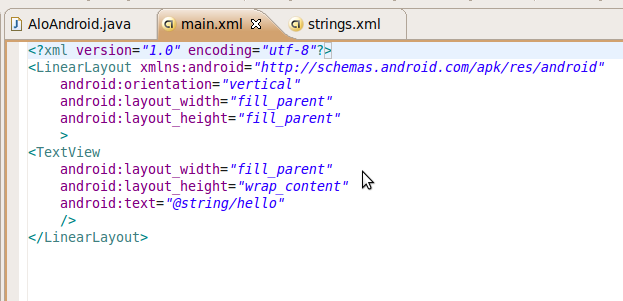 AloAndroid.java main.xml strings.xml
<?xml version="1.0" encoding="utf-8"?>
<LinearLayout xmlns:android="http://schemas.android.com/apk/res/android"
    android:orientation="vertical"
    android:layout_width="fill_parent"
    android:layout_height="fill_parent"
    >
<TextView
    android:layout_width="fill_parent"
    android:layout_height="wrap_content"
    android:text="@string/hello"
    />
</LinearLayout>